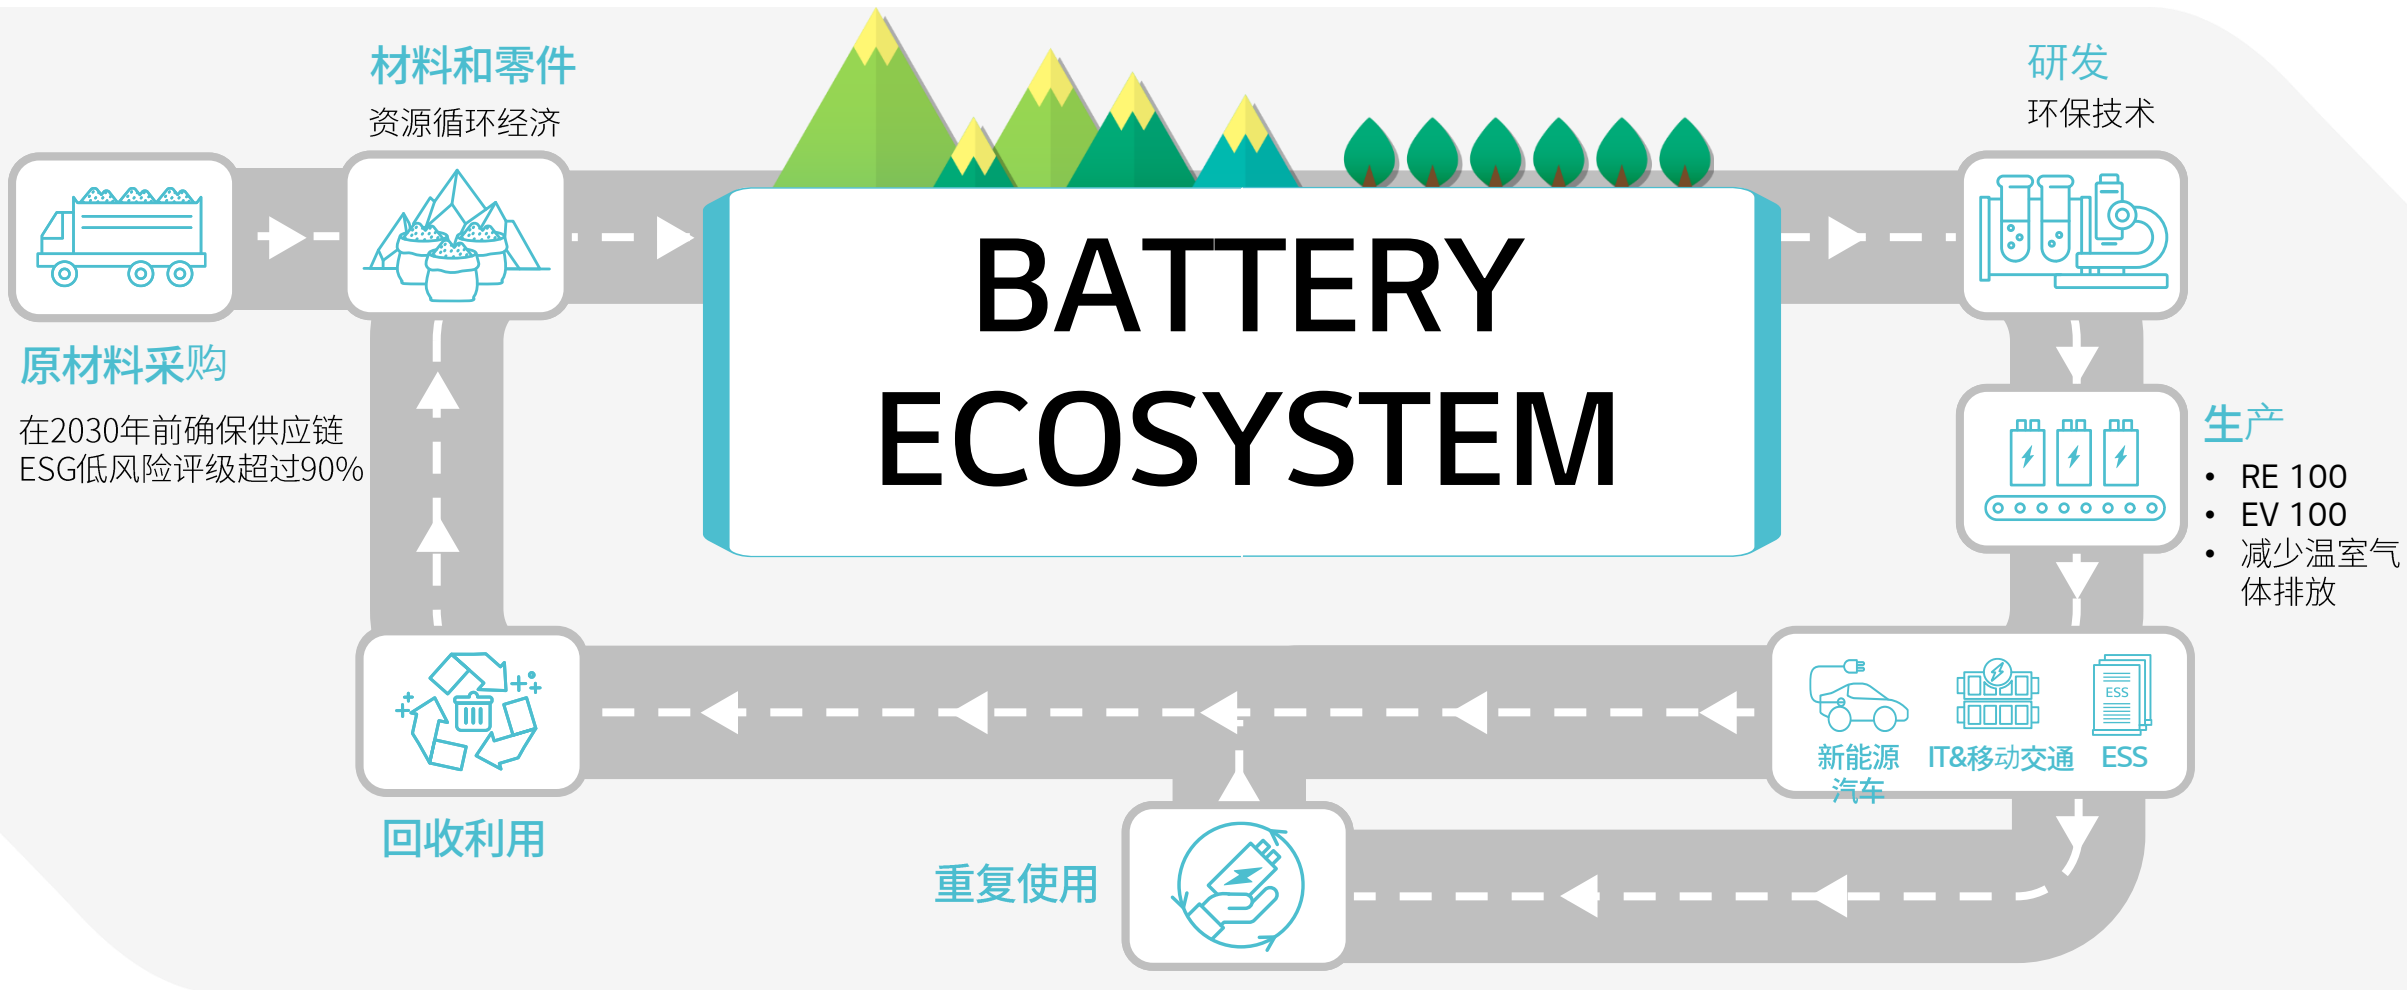 材料和零件
资源循环经济
研发
环保技术
BATTERY
ECOSYSTEM
原材料采购
在2030年前确保供应链
ESG低风险评级超过90%
生产
• RE 100
• EV 100
• 减少温室气
体排放
ESS
新能源
汽车
IT&移动交通
ESS
回收利用
重复使用